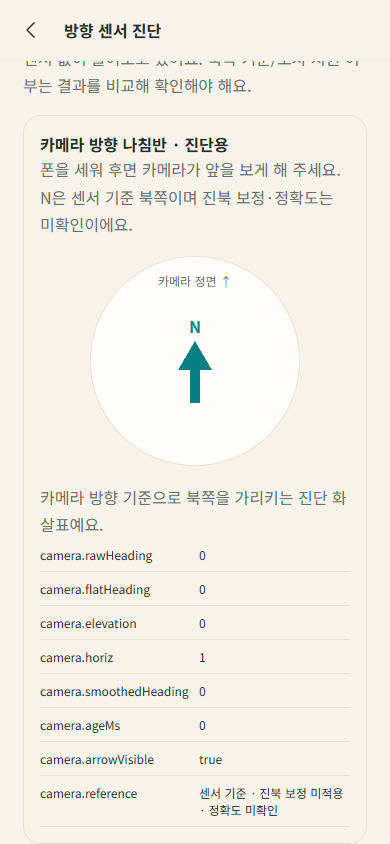 방향 센서 진단
부는 결과를 비교해 확인해야 해요.
카메라 방향 나침반 · 진단용
폰을 세워 후면 카메라가 앞을 보게 해 주세요.
N은 센서 기준 북쪽이며 진북 보정·정확도는
미확인이에요.
카메라 정면 ↑
N
카메라 방향 기준으로 북쪽을 가리키는 진단 화
살표예요.
camera.rawHeading 0
camera.flatHeading 0
camera.elevation 0
camera.horiz 1
camera.smoothedHeading 0
camera.ageMs 0
camera.arrowVisible true
camera.reference 센서 기준 · 진북 보정 미적용
· 정확도 미확인